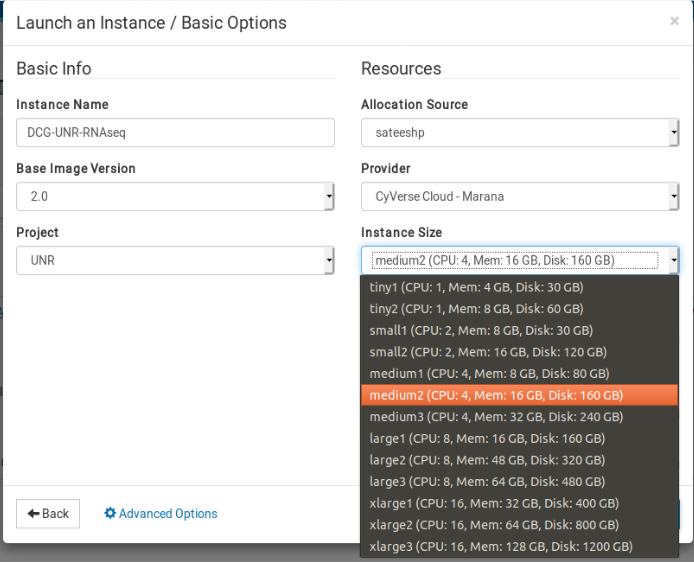 Launch an Instance / Basic Options
×
Basic Info
Resources
Instance Name
Allocation Source
DCG-UNR-RNAseq
sateeshp
Base Image Version
Provider
2.0
CyVerse Cloud - Marana
Project
Instance Size
UNR
medium2 (CPU: 4, Mem: 16 GB, Disk: 160 GB)
tiny1 (CPU: 1, Mem: 4 GB, Disk: 30 GB)
tiny2 (CPU: 1, Mem: 8 GB, Disk: 60 GB)
small1 (CPU: 2, Mem: 8 GB, Disk: 30 GB)
small2 (CPU: 2, Mem: 16 GB, Disk: 120 GB)
medium1 (CPU: 4, Mem: 8 GB, Disk: 80 GB)
medium2 (CPU: 4, Mem: 16 GB, Disk: 160 GB)
medium3 (CPU: 4, Mem: 32 GB, Disk: 240 GB)
large1 (CPU: 8, Mem: 16 GB, Disk: 160 GB)
large2 (CPU: 8, Mem: 48 GB, Disk: 320 GB)
large3 (CPU: 8, Mem: 64 GB, Disk: 480 GB)
xlarge1 (CPU: 16, Mem: 32 GB, Disk: 400 GB)
xlarge2 (CPU: 16, Mem: 64 GB, Disk: 800 GB)
xlarge3 (CPU: 16, Mem: 128 GB, Disk: 1200 GB)
Back
Advanced Options